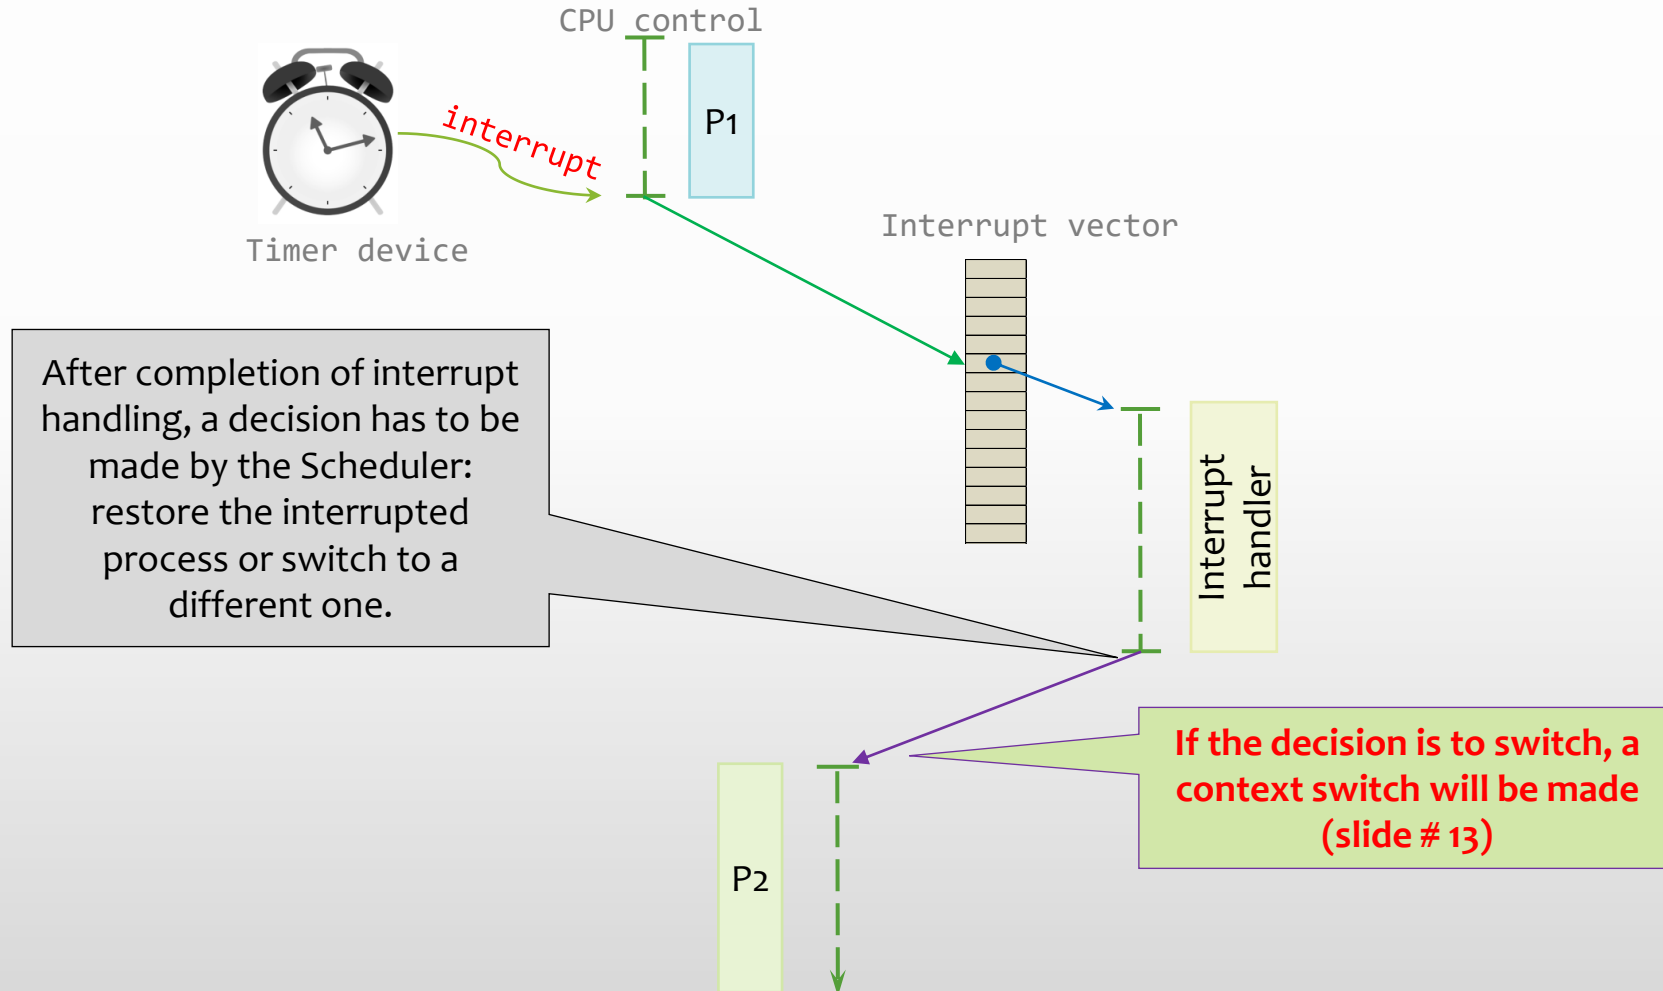 CPU control
P1
interrupt
Timer device
Interrupt vector
After completion of interrupt
handling, a decision has to be
made by the Scheduler:
restore the interrupted
process or switch to a
different one.
Interrupt
handler
If the decision is to switch, a
context switch will be made
(slide # 13)
P2